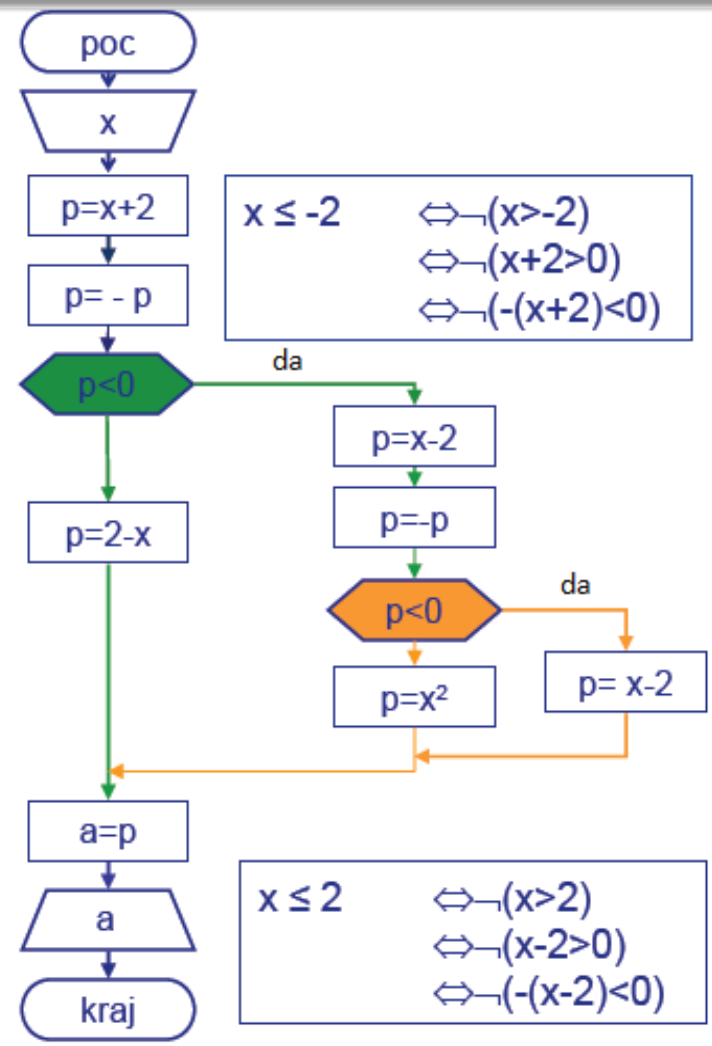 poc
x
p=x+2
p= - p
x ≤ -2 ⇔¬(x>-2)
⇔¬(x+2>0)
⇔¬(-(x+2)<0)
p<0
da
p=x-2
p=-p
p=2-x
p<0
da
p=x²
p= x-2
a=p
a
kraj
x ≤ 2 ⇔¬(x>2)
⇔¬(x-2>0)
⇔¬(-(x-2)<0)